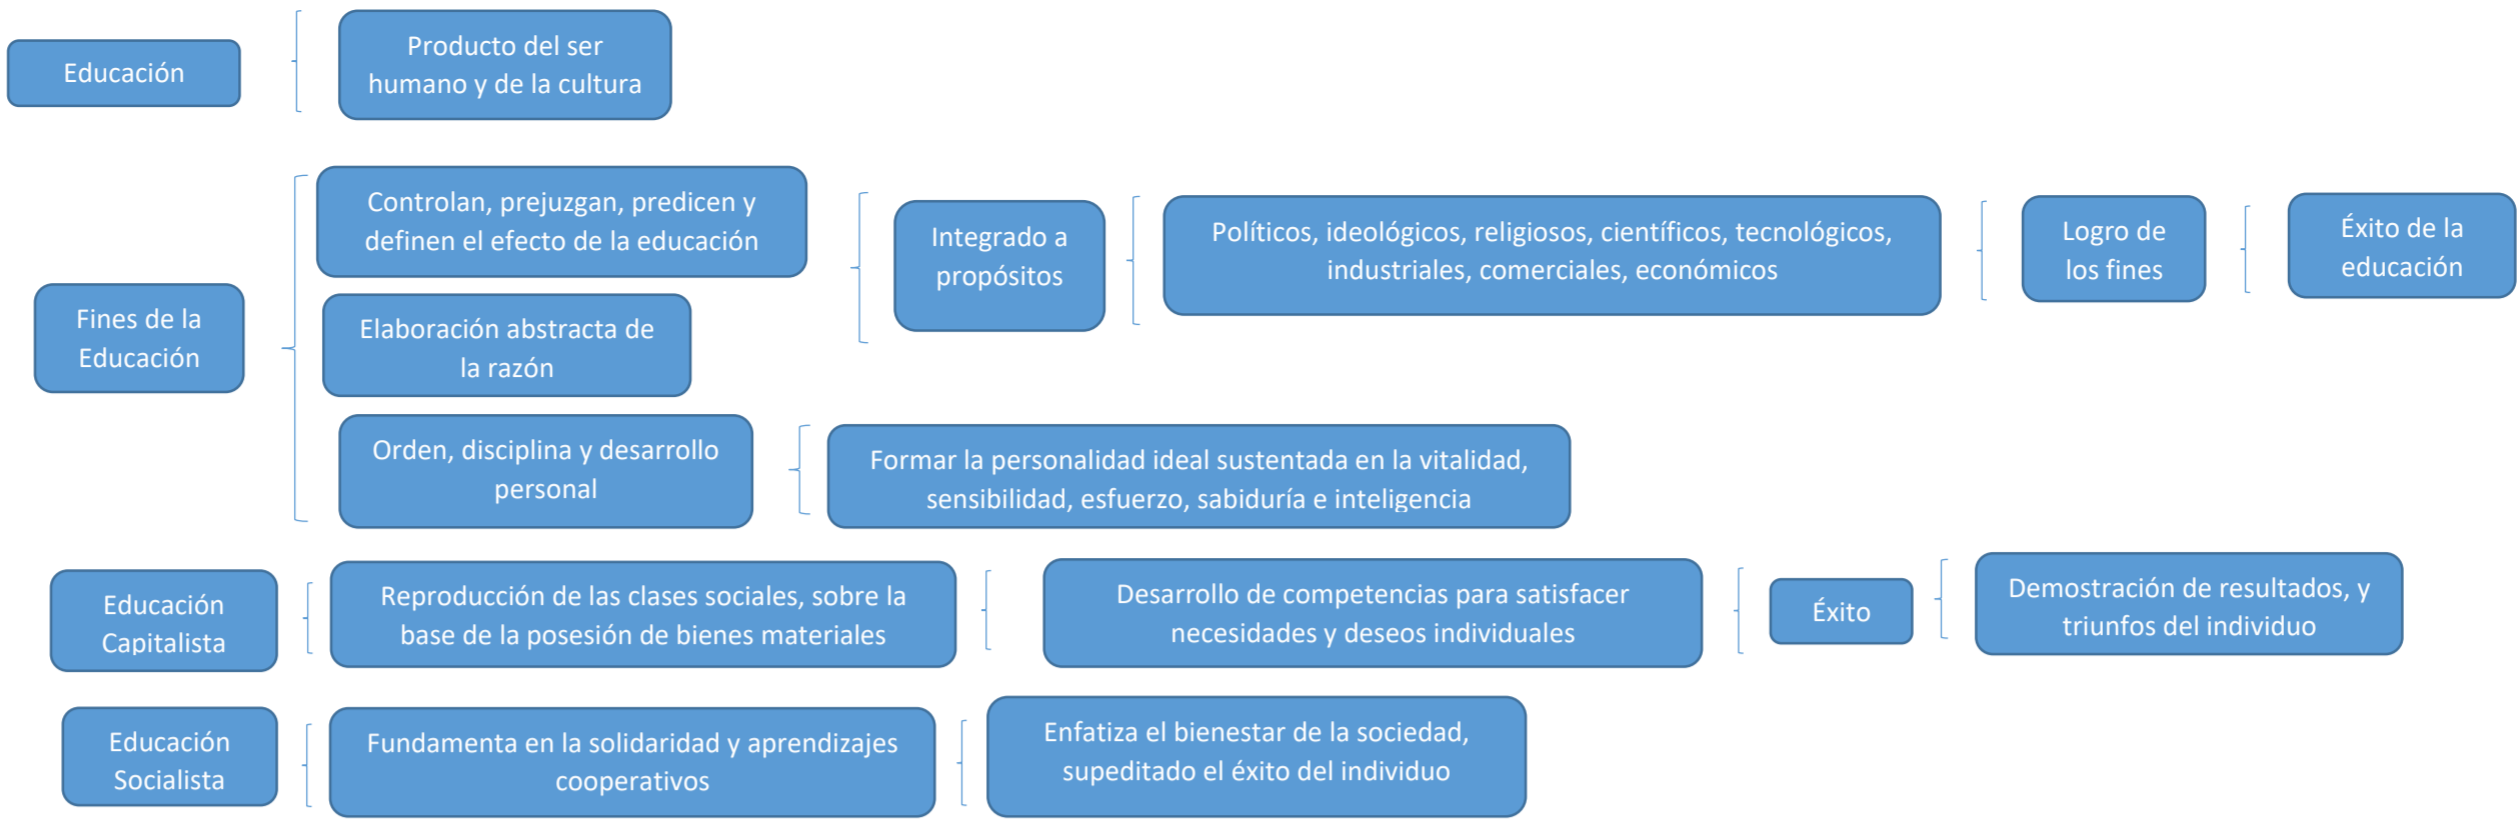 Educación
Producto del ser
humano y de la cultura
Fines de la
Educación
Controlan, prejuzgan, predicen y
definen el efecto de la educación
Elaboración abstracta de
la razón
Integrado a
propósitos
Políticos, ideológicos, religiosos, científicos, tecnológicos,
industriales, comerciales, económicos
Logro de
los fines
Éxito de la
educación
Orden, disciplina y desarrollo
personal
Formar la personalidad ideal sustentada en la vitalidad,
sensibilidad, esfuerzo, sabiduría e inteligencia
Educación
Capitalista
Reproducción de las clases sociales, sobre la
base de la posesión de bienes materiales
Desarrollo de competencias para satisfacer
necesidades y deseos individuales
Éxito
Demostración de resultados, y
triunfos del individuo
Educación
Socialista
Fundamenta en la solidaridad y aprendizajes
cooperativos
Enfatiza el bienestar de la sociedad,
supeditado el éxito del individuo